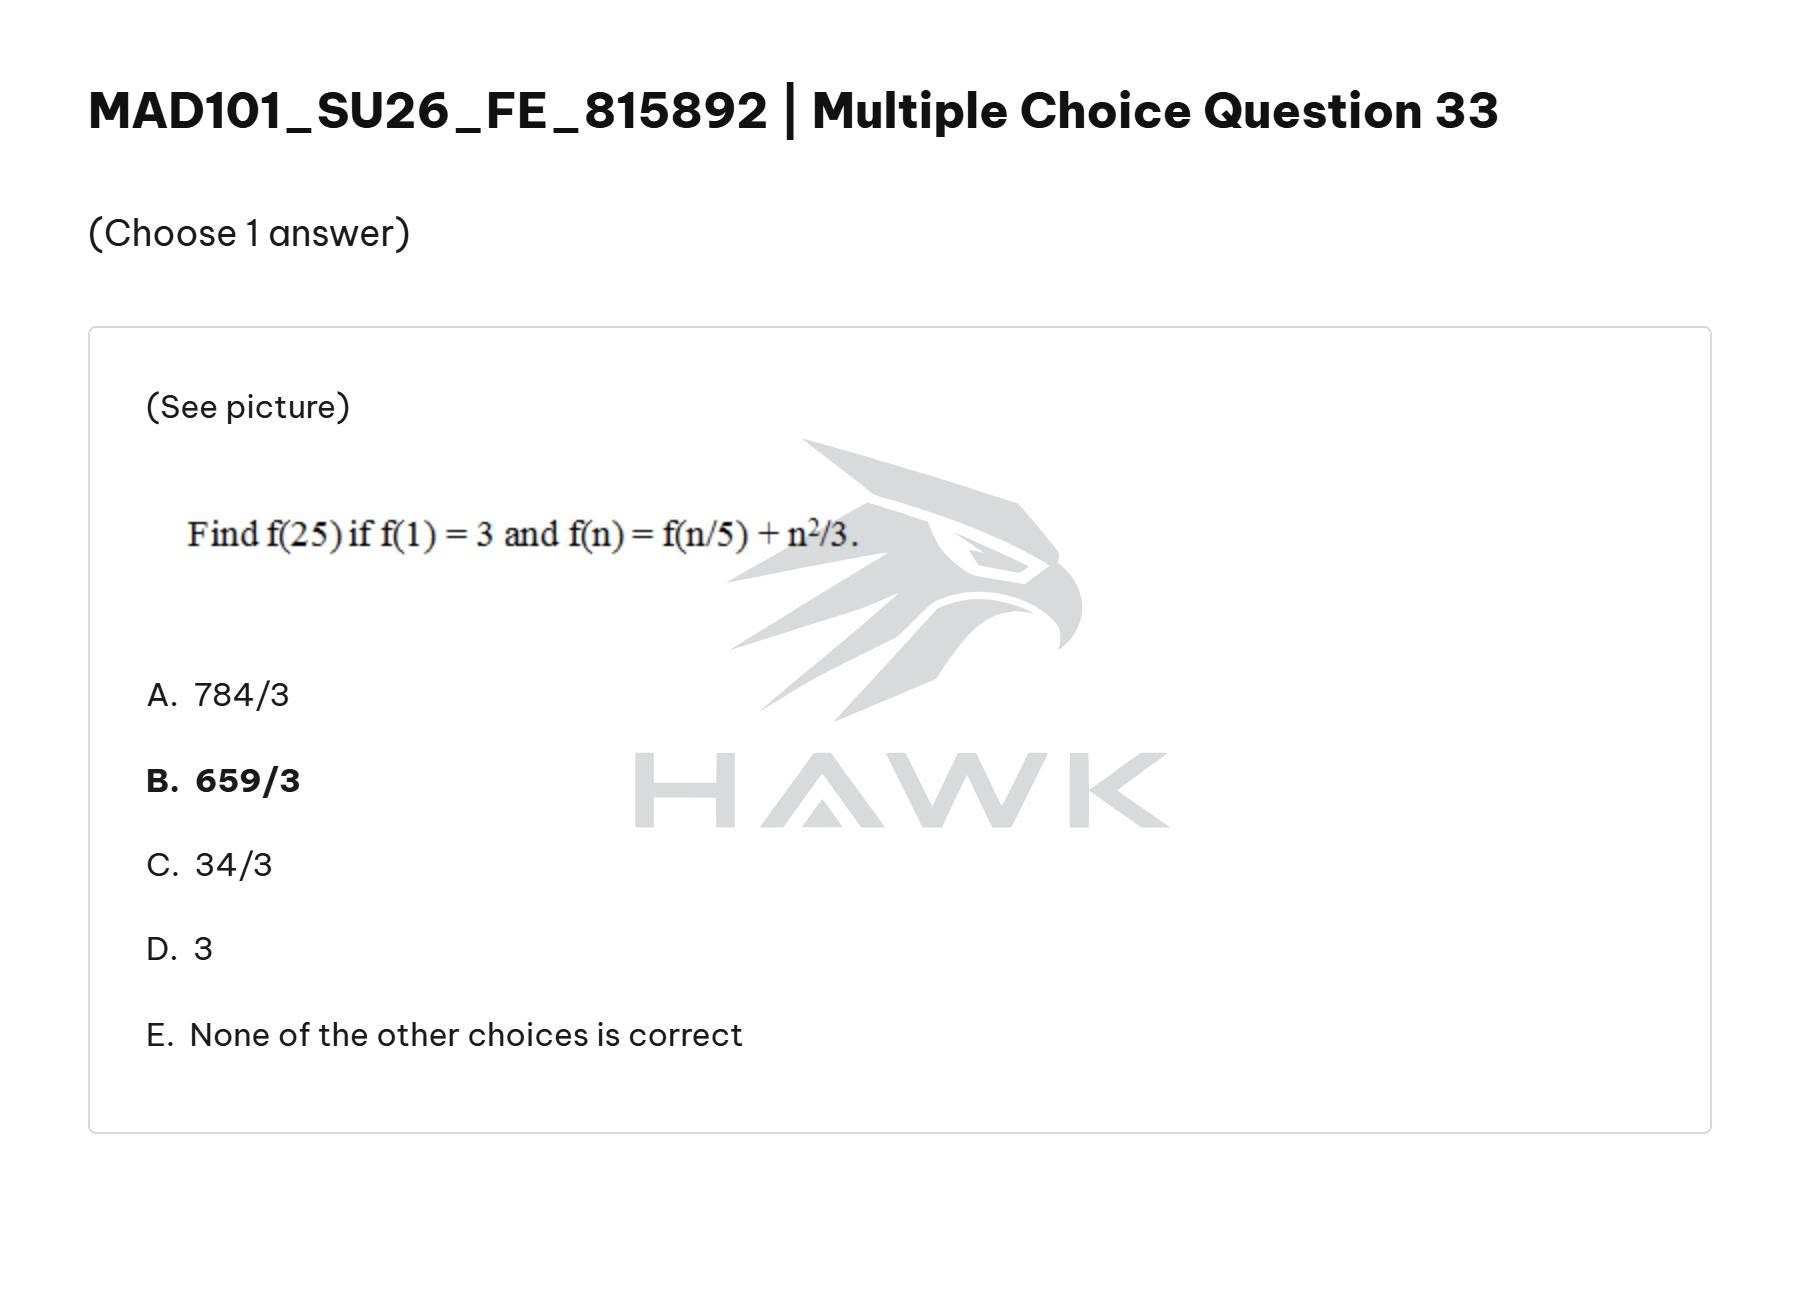 MAD101_SU26_FE_815892 | Multiple Choice Question 33
(Choose 1 answer)
(See picture)
Find f(25) if f(1) = 3 and f(n) = f(n/5) + n²/3.
A. 784/3
B. 659/3
C. 34/3
D. 3
E. None of the other choices is correct
HAWK